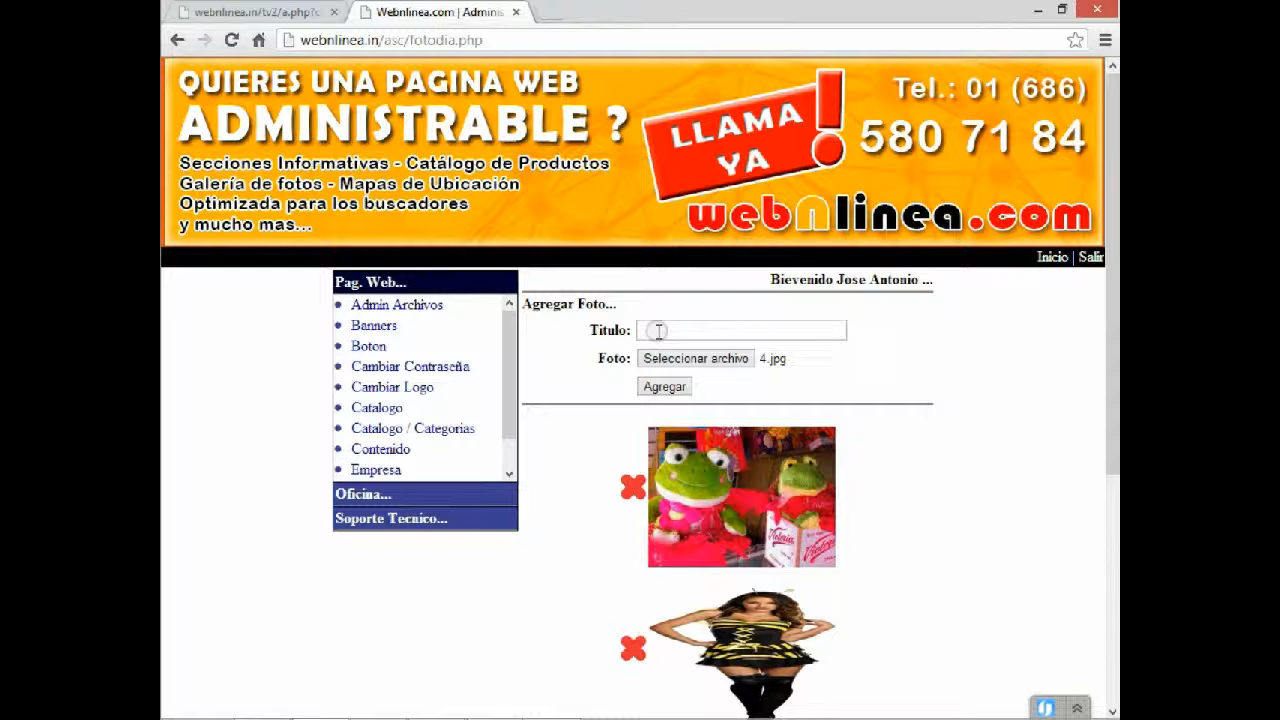 webnlinea.in/tv2/a.php?c
Webnlinea.com | Adminis
webnlinea.in/asc/fotodia.php
QUIERES UNA PAGINA WEB
ADMINISTRABLE ?
Secciones Informativas - Catálogo de Productos
Galería de fotos - Mapas de Ubicación
Optimizada para los buscadores
y mucho mas...
LLAMA
YA
Tel.: 01 (686)
580 71 84
webNlinea.com
Inicio | Salir
Pag. Web...
Admin Archivos
Banners
Boton
Cambiar Contraseña
Cambiar Logo
Catalogo
Catalogo / Categorias
Contenido
Empresa
Oficina...
Soporte Tecnico...
Bievenido Jose Antonio ...
Agregar Foto...
Titulo:
Foto: Seleccionar archivo 4.jpg
Agregar